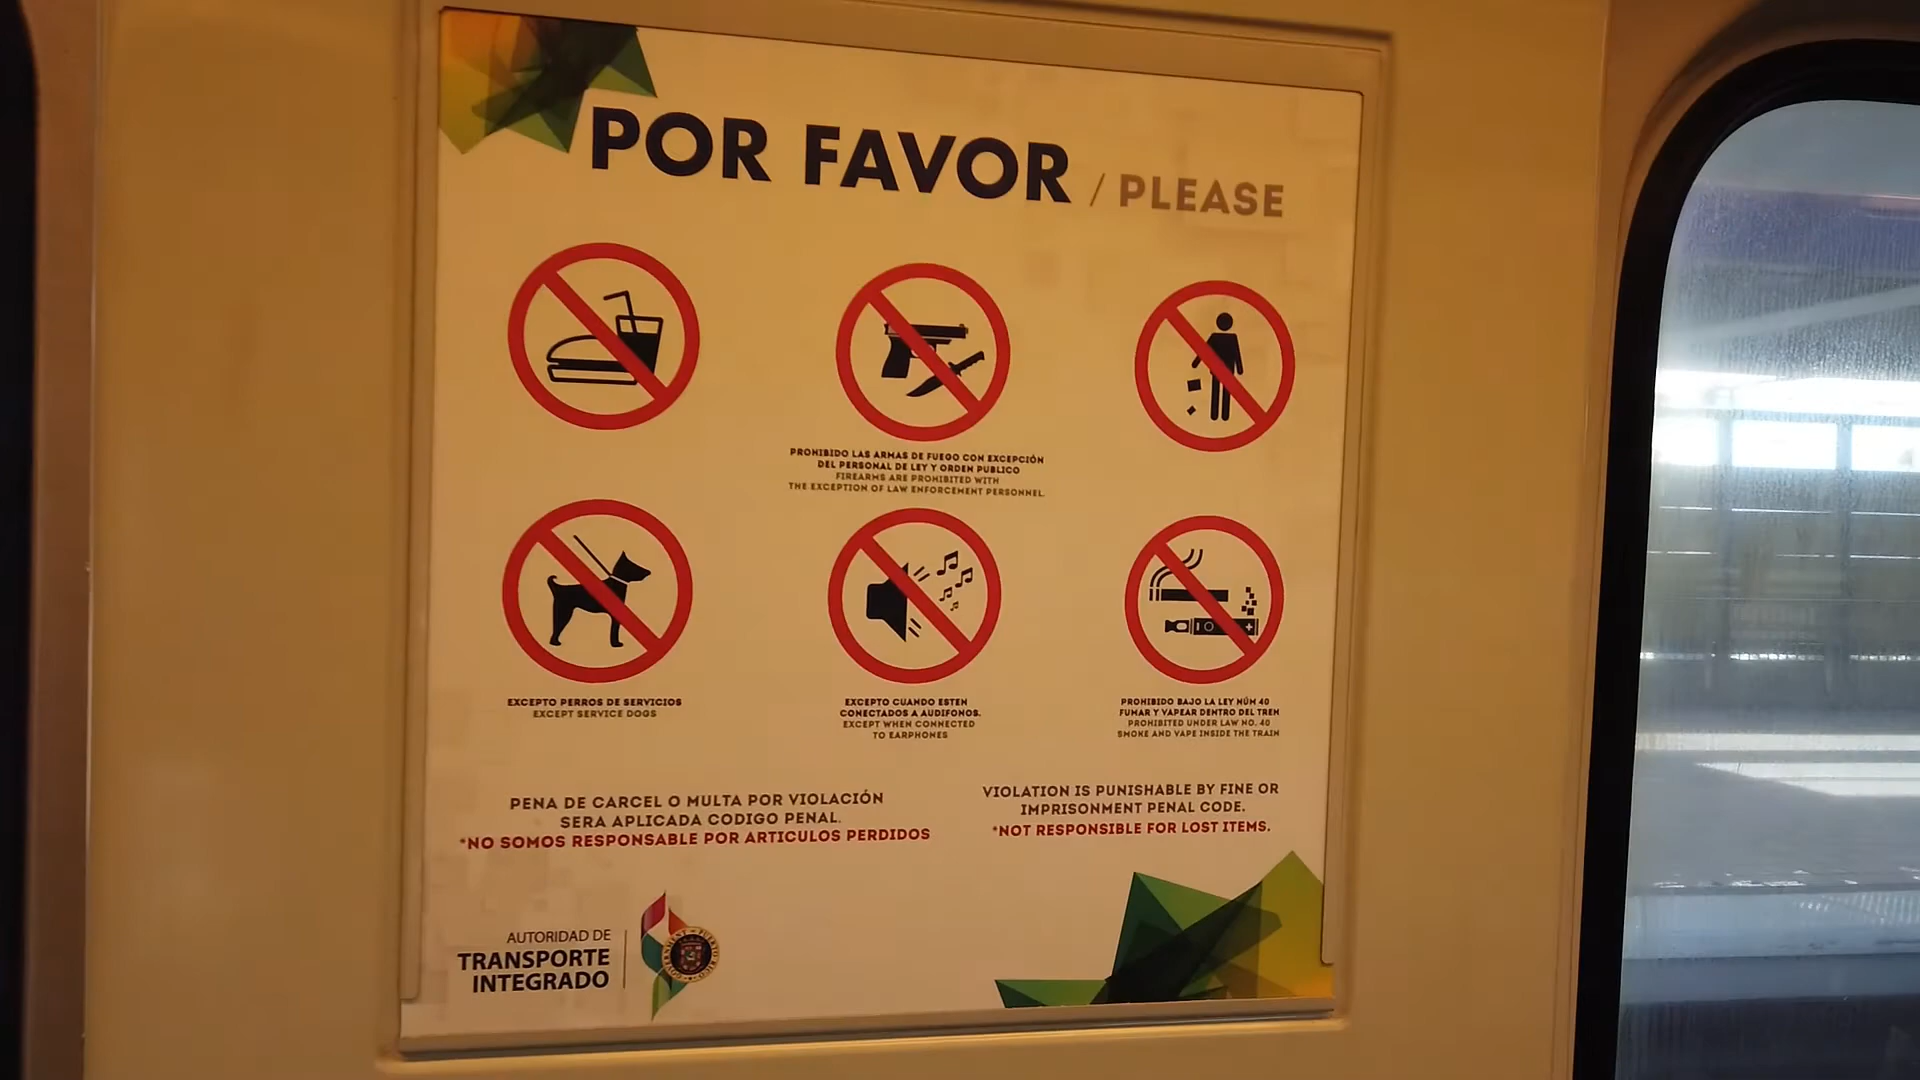 POR FAVOR / PLEASE
PROHIBIDO LAS ARMAS DE FUEGO CON EXCEPCIÓN
DEL PERSONAL DE LEY Y ORDEN PUBLICO
FIREARMS ARE PROHIBITED WITH
THE EXCEPTION OF LAW ENFORCEMENT PERSONNEL.
EXCEPTO PERROS DE SERVICIOS
EXCEPT SERVICE DOGS
EXCEPTO CUANDO ESTEN
CONECTADOS A AUDIFONOS.
EXCEPT WHEN CONNECTED
TO EARPHONES
PROHIBIDO BAJO LA LEY NÚM 40
FUMAR Y VAPEAR DENTRO DEL TREN
PROHIBITED UNDER LAW NO. 40
SMOKE AND VAPE INSIDE THE TRAIN
PENA DE CARCEL O MULTA POR VIOLACIÓN
SERA APLICADA CODIGO PENAL.
*NO SOMOS RESPONSABLE POR ARTICULOS PERDIDOS
VIOLATION IS PUNISHABLE BY FINE OR
IMPRISONMENT PENAL CODE.
*NOT RESPONSIBLE FOR LOST ITEMS.
AUTORIDAD DE
TRANSPORTE
INTEGRADO
GOVERNMENT PUERTO RICO